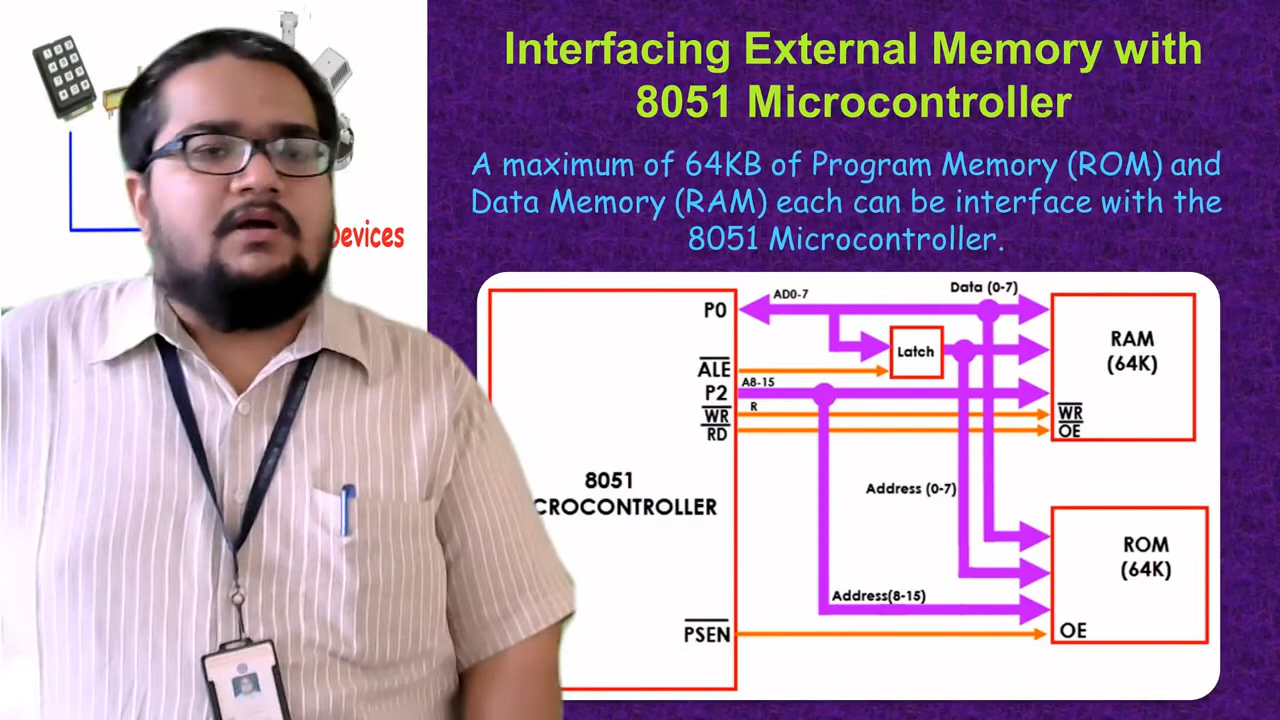 Interfacing External Memory with
8051 Microcontroller
A maximum of 64KB of Program Memory (ROM) and
Data Memory (RAM) each can be interface with the
8051 Microcontroller.
Devices
P0
AD0-7
Data (0-7)
RAM
(64K)
Latch
ALE
A8-15
P2
R
WR
RD
WR
OE
8051
CROCONTROLLER
Address (0-7)
ROM
(64K)
Address(8-15)
PSEN
OE